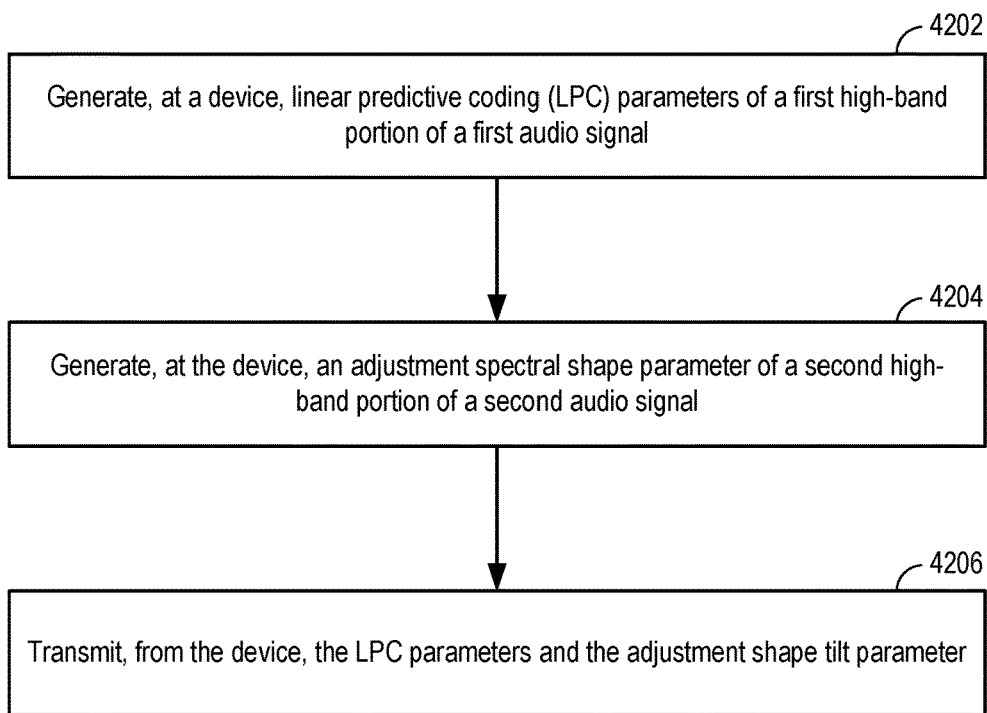 4202
Generate, at a device, linear predictive coding (LPC) parameters of a first high-band
portion of a first audio signal
4204
Generate, at the device, an adjustment spectral shape parameter of a second high-
band portion of a second audio signal
4206
Transmit, from the device, the LPC parameters and the adjustment shape tilt parameter